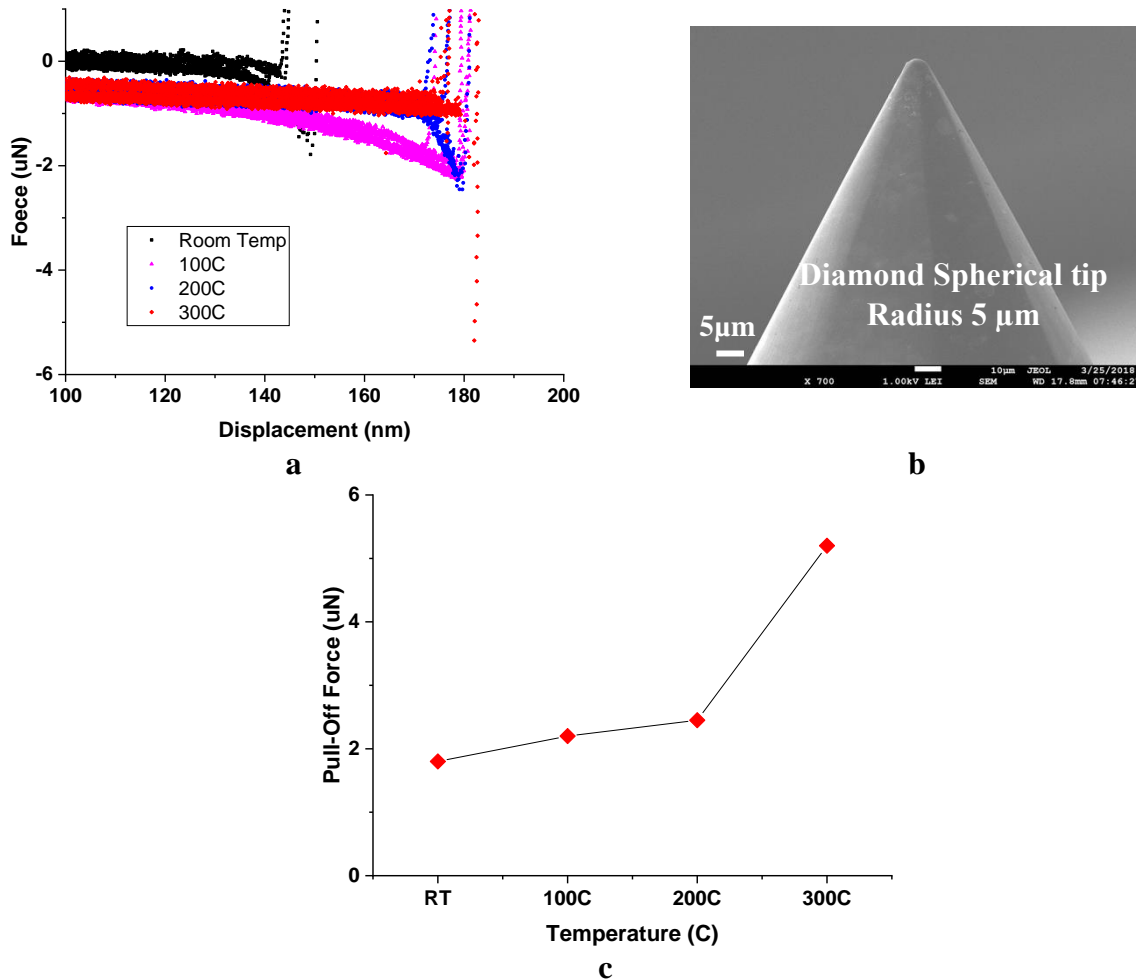 0
-2
-4
-6
Foece (uN)
Room Temp
100C
200C
300C
100 120 140 160 180 200
Displacement (nm)
a
Diamond Spherical tip
Radius 5 µm
5µm
10µm JEOL 3/25/2018
X 700 1.00kV LEI SEM WD 17.8mm 07:46:2
b
6
4
2
0
Pull-Off Force (uN)
RT 100C 200C 300C
Temperature (C)
c